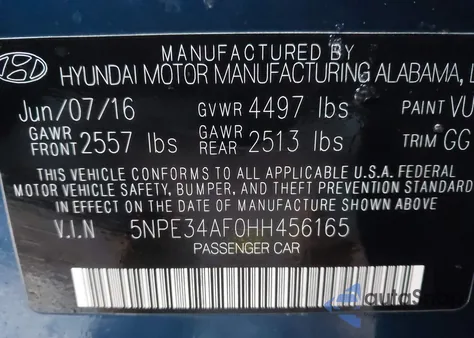 MANUFACTURED BY
HYUNDAI MOTOR MANUFACTURING ALABAMA,
Jun/07/16 GVWR 4497 lbs PAINT VU
GAWR FRONT 2557 lbs GAWR REAR 2513 lbs TRIM GG
THIS VEHICLE CONFORMS TO ALL APPLICABLE U.S.A. FEDERAL
MOTOR VEHICLE SAFETY, BUMPER, AND THEFT PREVENTION STANDARD
IN EFFECT ON THE DATE OF MANUFACTURE SHOWN ABOVE.
V.I.N 5NPE34AF0HH456165
PASSENGER CAR